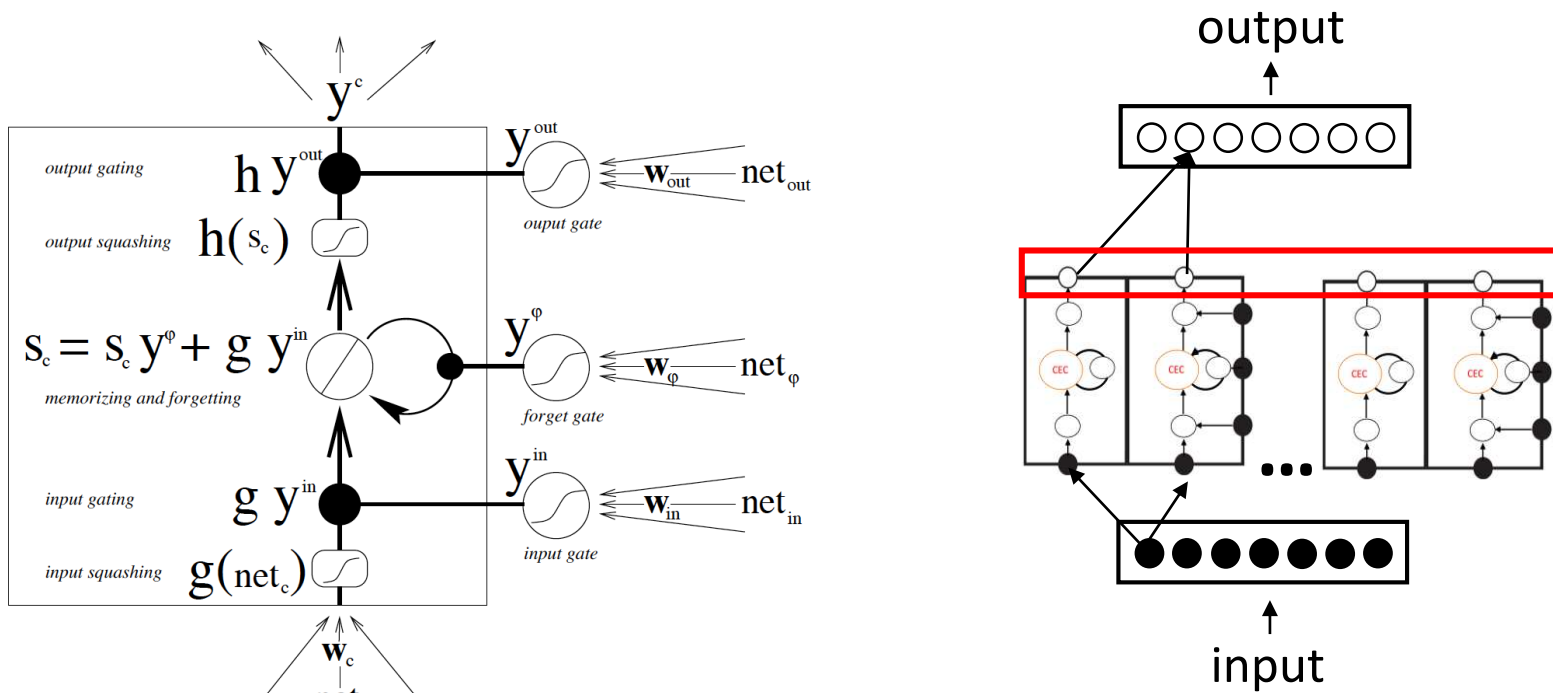 y^c
output gating
h y^out
y^out
w_out
net_out
ouput gate
output squashing
h(s_c)
s_c = s_c y^φ + g y^in
memorizing and forgetting
y^φ
w_φ
net_φ
forget gate
input gating
g y^in
y^in
w_in
net_in
input gate
input squashing
g(net_c)
w_c
output
CEC
CEC
CEC
CEC
...
input